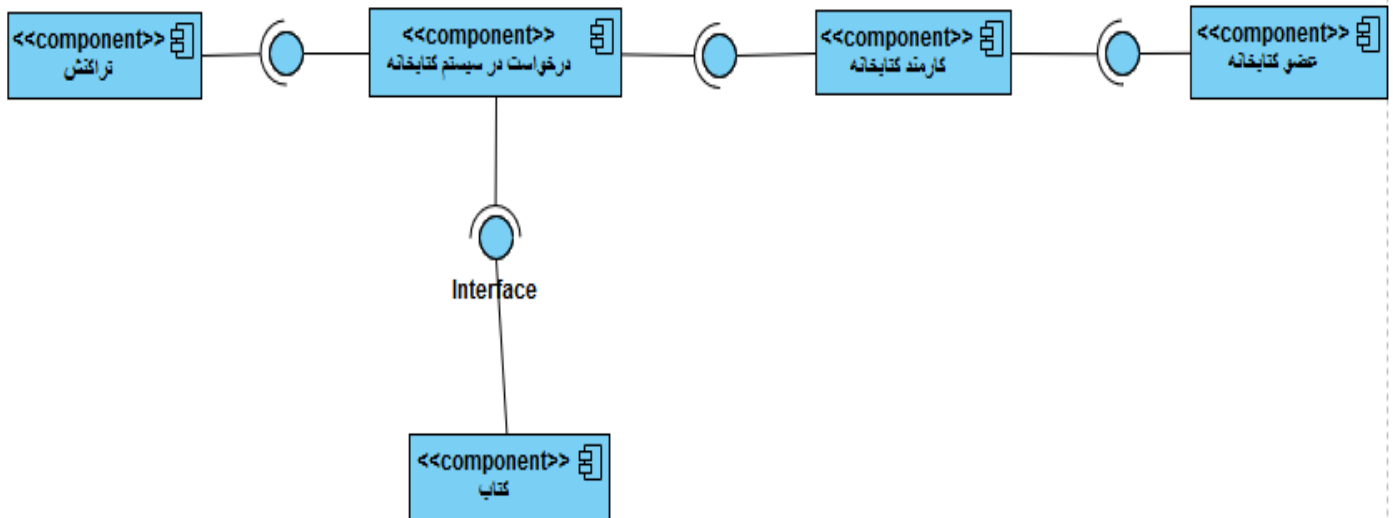 <<component>>
تراکنش
<<component>>
درخواست در سیستم کتابخانه
<<component>>
کارمند کتابخانه
<<component>>
عضو کتابخانه
Interface
<<component>>
کتاب